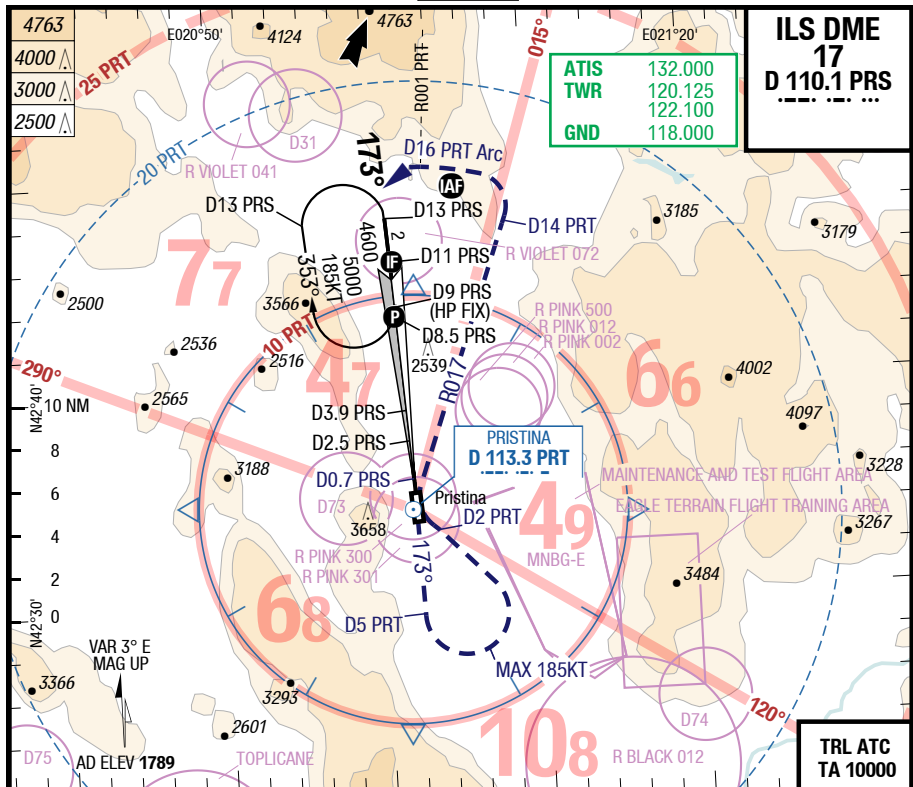 4763
4000
3000
2500
E020°50'
4124
4763
R001 PRT
015°
E021°20'
ILS DME
17
D 110.1 PRS
ATIS 132.000
TWR 120.125
122.100
GND 118.000
25 PRT
20 PRT
D31
R VIOLET 041
173°
D16 PRT Arc
IAF
D13 PRS
D13 PRS
D14 PRT
3185
3179
2
4600
R VIOLET 072
IF
D11 PRS
5000
185KT
353°
77
2500
3566
D9 PRS
(HP FIX)
P
D8.5 PRS
R PINK 500
R PINK 012
R PINK 002
10 PRT
2536
2516
47
2539
R017
66
4002
290°
2565
N42°40'
10 NM
D3.9 PRS
4097
D2.5 PRS
PRISTINA
D 113.3 PRT
8
3188
3228
MAINTENANCE AND TEST FLIGHT AREA
D0.7 PRS
6
D73
Pristina
49
EAGLE TERRAIN FLIGHT TRAINING AREA
3658
D2 PRT
3267
4
R PINK 300
R PINK 301
173°
MNBG-E
2
3484
68
0
N42°30'
D5 PRT
VAR 3° E
MAG UP
MAX 185KT
3366
3293
120°
2601
D74
108
D75
AD ELEV 1789
TOPLICANE
R BLACK 012
TRL ATC
TA 10000